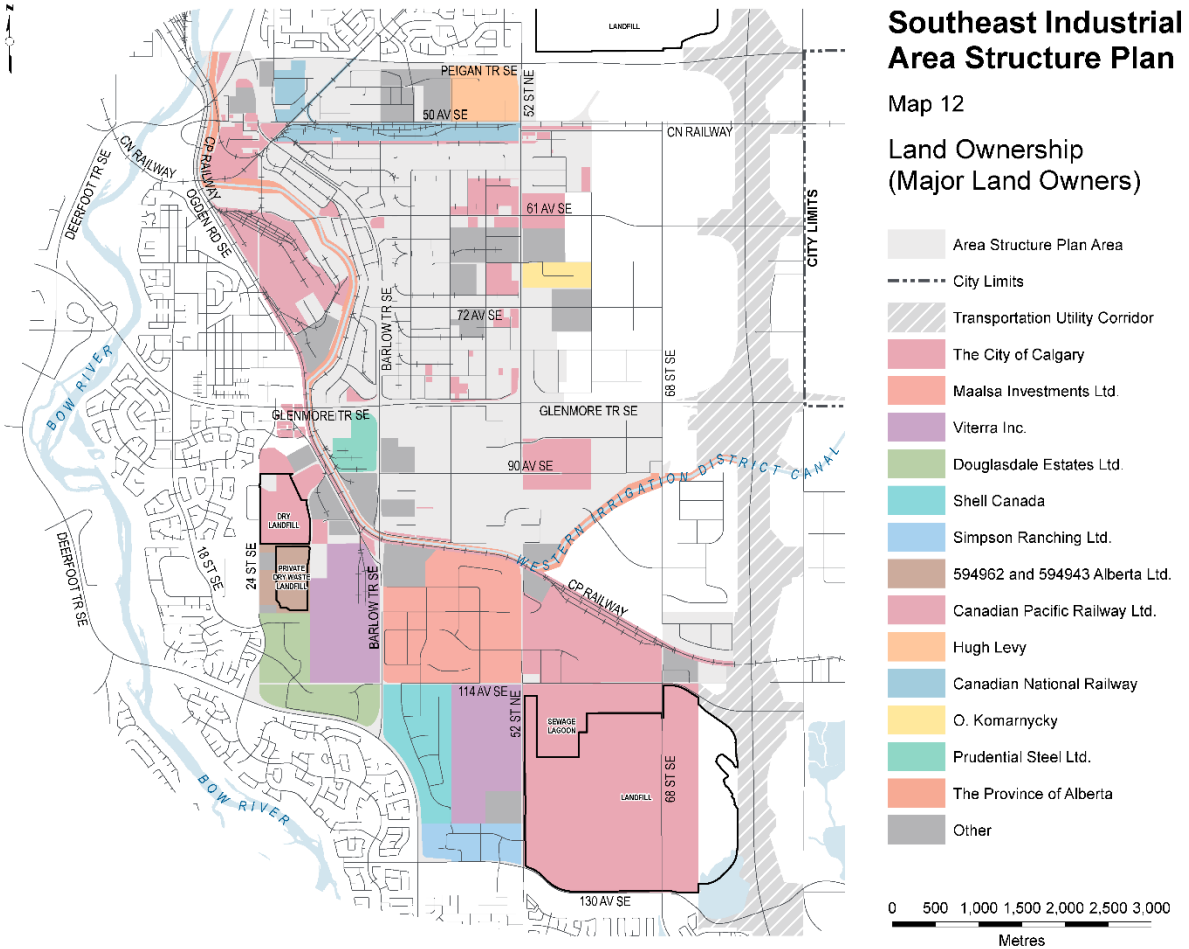 Southeast Industrial
Area Structure Plan
Map 12
Land Ownership
(Major Land Owners)
Area Structure Plan Area
City Limits
Transportation Utility Corridor
The City of Calgary
Maalsa Investments Ltd.
Viterra Inc.
Douglasdale Estates Ltd.
Shell Canada
Simpson Ranching Ltd.
594962 and 594943 Alberta Ltd.
Canadian Pacific Railway Ltd.
Hugh Levy
Canadian National Railway
O. Komarnycky
Prudential Steel Ltd.
The Province of Alberta
Other
0 500 1,000 1,500 2,000 2,500 3,000
Metres
N
LANDFILL
PEIGAN TR SE
52 ST NE
50 AV SE
CN RAILWAY
CN RAILWAY
CP RAILWAY
DEERFOOT TR SE
OGDEN RD SE
61 AV SE
CITY LIMITS
BARLOW TR SE
72 AV SE
68 ST SE
BOW RIVER
GLENMORE TR SE
GLENMORE TR SE
90 AV SE
WESTERN IRRIGATION DISTRICT CANAL
DRY
LANDFILL
DEERFOOT TR SE
18 ST SE
24 ST SE
PRIVATE
DRY WASTE
LANDFILL
BARLOW TR SE
CP RAILWAY
114 AV SE
52 ST NE
SEWAGE
LAGOON
LANDFILL
68 ST SE
BOW RIVER
130 AV SE